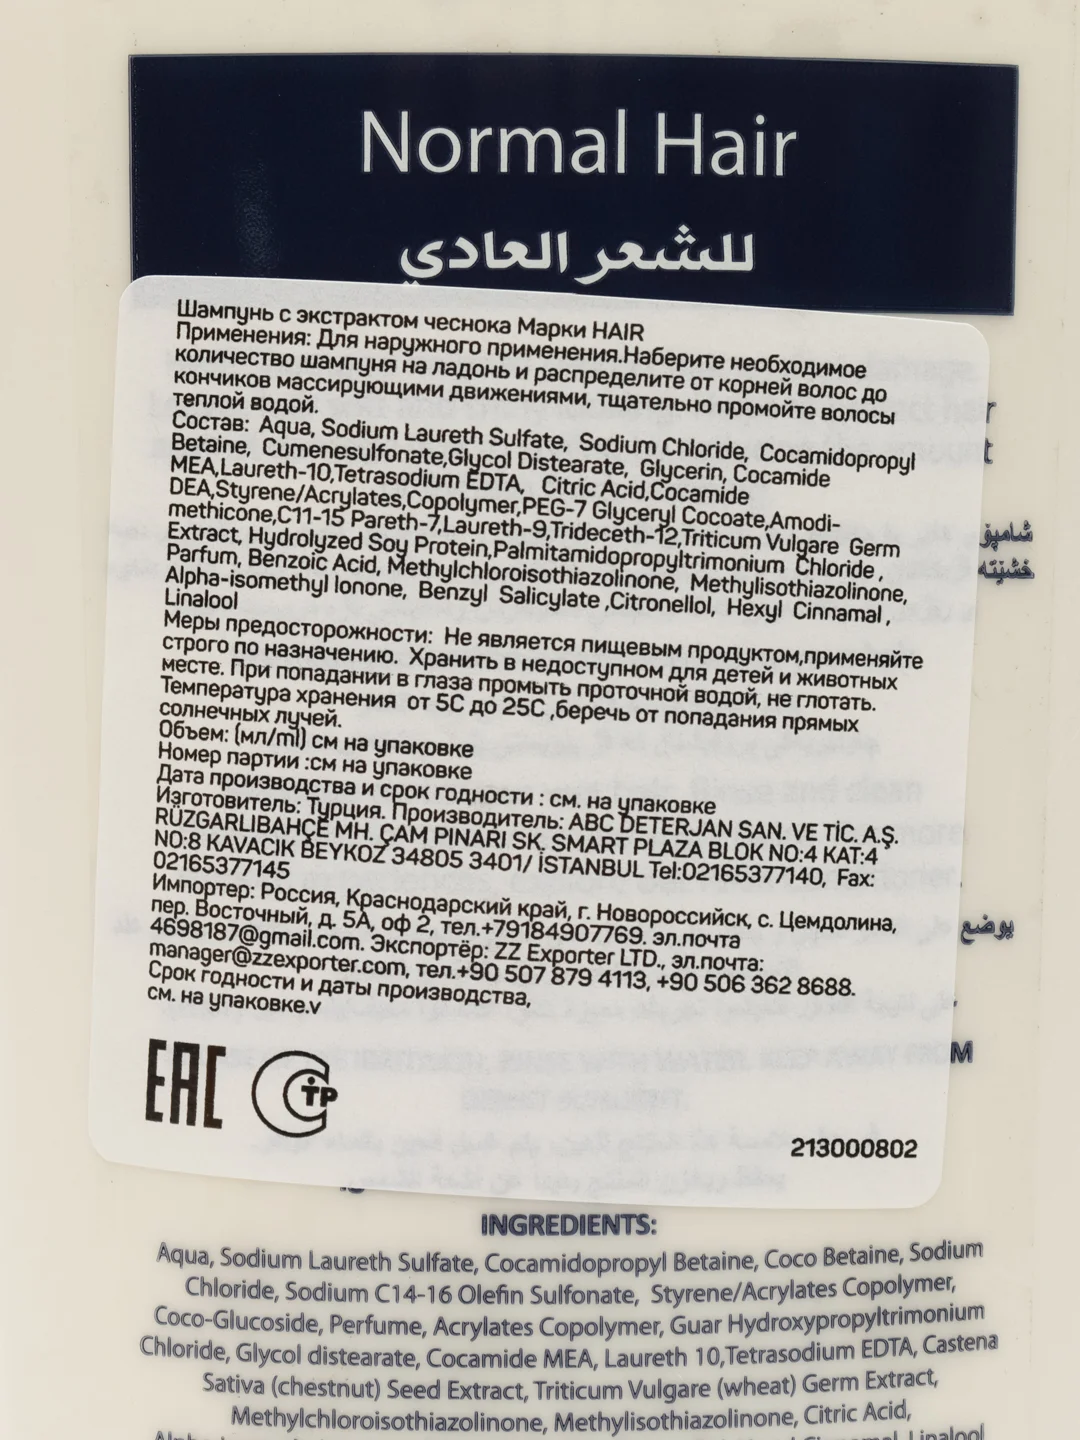 Normal Hair
للشعر العادي
Шампунь с экстрактом чеснока Марки HAIR
Применения: Для наружного применения.Наберите необходимое
количество шампуня на ладонь и распределите от корней волос до
кончиков массирующими движениями, тщательно промойте волосы
теплой водой.
Состав: Aqua, Sodium Laureth Sulfate, Sodium Chloride, Cocamidopropyl
Betaine, Cumenesulfonate,Glycol Distearate, Glycerin, Cocamide
MEA,Laureth-10,Tetrasodium EDTA, Citric Acid,Cocamide
DEA,Styrene/Acrylates,Copolymer,PEG-7 Glyceryl Cocoate,Amodi-
methicone,C11-15 Pareth-7,Laureth-9,Trideceth-12,Triticum Vulgare Germ
Extract, Hydrolyzed Soy Protein,Palmitamidopropyltrimonium Chloride,
Parfum, Benzoic Acid, Methylchloroisothiazolinone, Methylisothiazolinone,
Alpha-isomethyl Ionone, Benzyl Salicylate ,Citronellol, Hexyl Cinnamal,
Linalool
Меры предосторожности: Не является пищевым продуктом,применяйте
строго по назначению. Хранить в недоступном для детей и животных
месте. При попадании в глаза промыть проточной водой, не глотать.
Температура хранения от 5С до 25С ,беречь от попадания прямых
солнечных лучей.
Объем: (мл/ml) см на упаковке
Номер партии :см на упаковке
Дата производства и срок годности : см. на упаковке
Изготовитель: Турция. Производитель: ABC DETERJAN SAN. VE TİC. A.Ş.
RÜZGARLIBAHÇE MH. ÇAM PINARI SK. SMART PLAZA BLOK NO:4 KAT:4
NO:8 KAVACIK BEYKOZ 34805 3401/ İSTANBUL Tel:02165377140, Fax:
02165377145
Импортер: Россия, Краснодарский край, г. Новороссийск, с. Цемдолина,
пер. Восточный, д. 5А, оф 2, тел.+79184907769. эл.почта
4698187@gmail.com. Экспортёр: ZZ Exporter LTD., эл.почта:
manager@zzexporter.com, тел.+90 507 879 4113, +90 506 362 8688.
Срок годности и даты производства,
см. на упаковке.v
EAC
СТР
213000802
شامپۆ
يوضع
M
INGREDIENTS:
Aqua, Sodium Laureth Sulfate, Cocamidopropyl Betaine, Coco Betaine, Sodium
Chloride, Sodium C14-16 Olefin Sulfonate, Styrene/Acrylates Copolymer,
Coco-Glucoside, Perfume, Acrylates Copolymer, Guar Hydroxypropyltrimonium
Chloride, Glycol distearate, Cocamide MEA, Laureth 10,Tetrasodium EDTA, Castena
Sativa (chestnut) Seed Extract, Triticum Vulgare (wheat) Germ Extract,
Methylchloroisothiazolinone, Methylisothiazolinone, Citric Acid,
Linalool